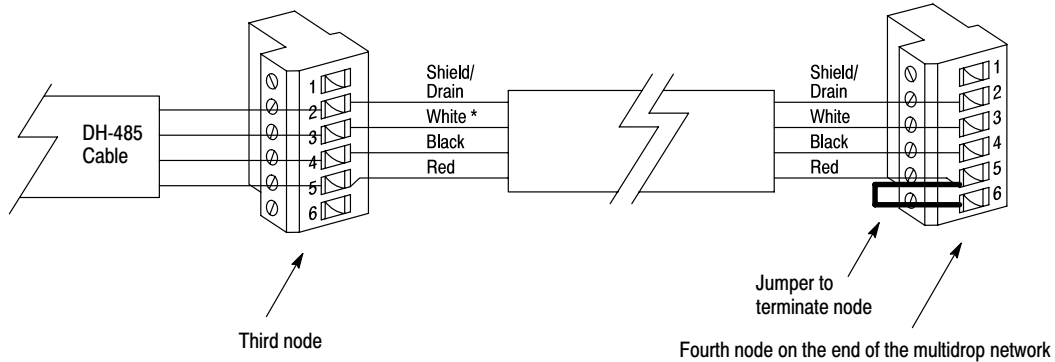 DH-485
Cable
1
2
3
4
5
6
Shield/
Drain
White *
Black
Red
Shield/
Drain
White
Black
Red
1
2
3
4
5
6
Third node
Jumper to
terminate node
Fourth node on the end of the multidrop network